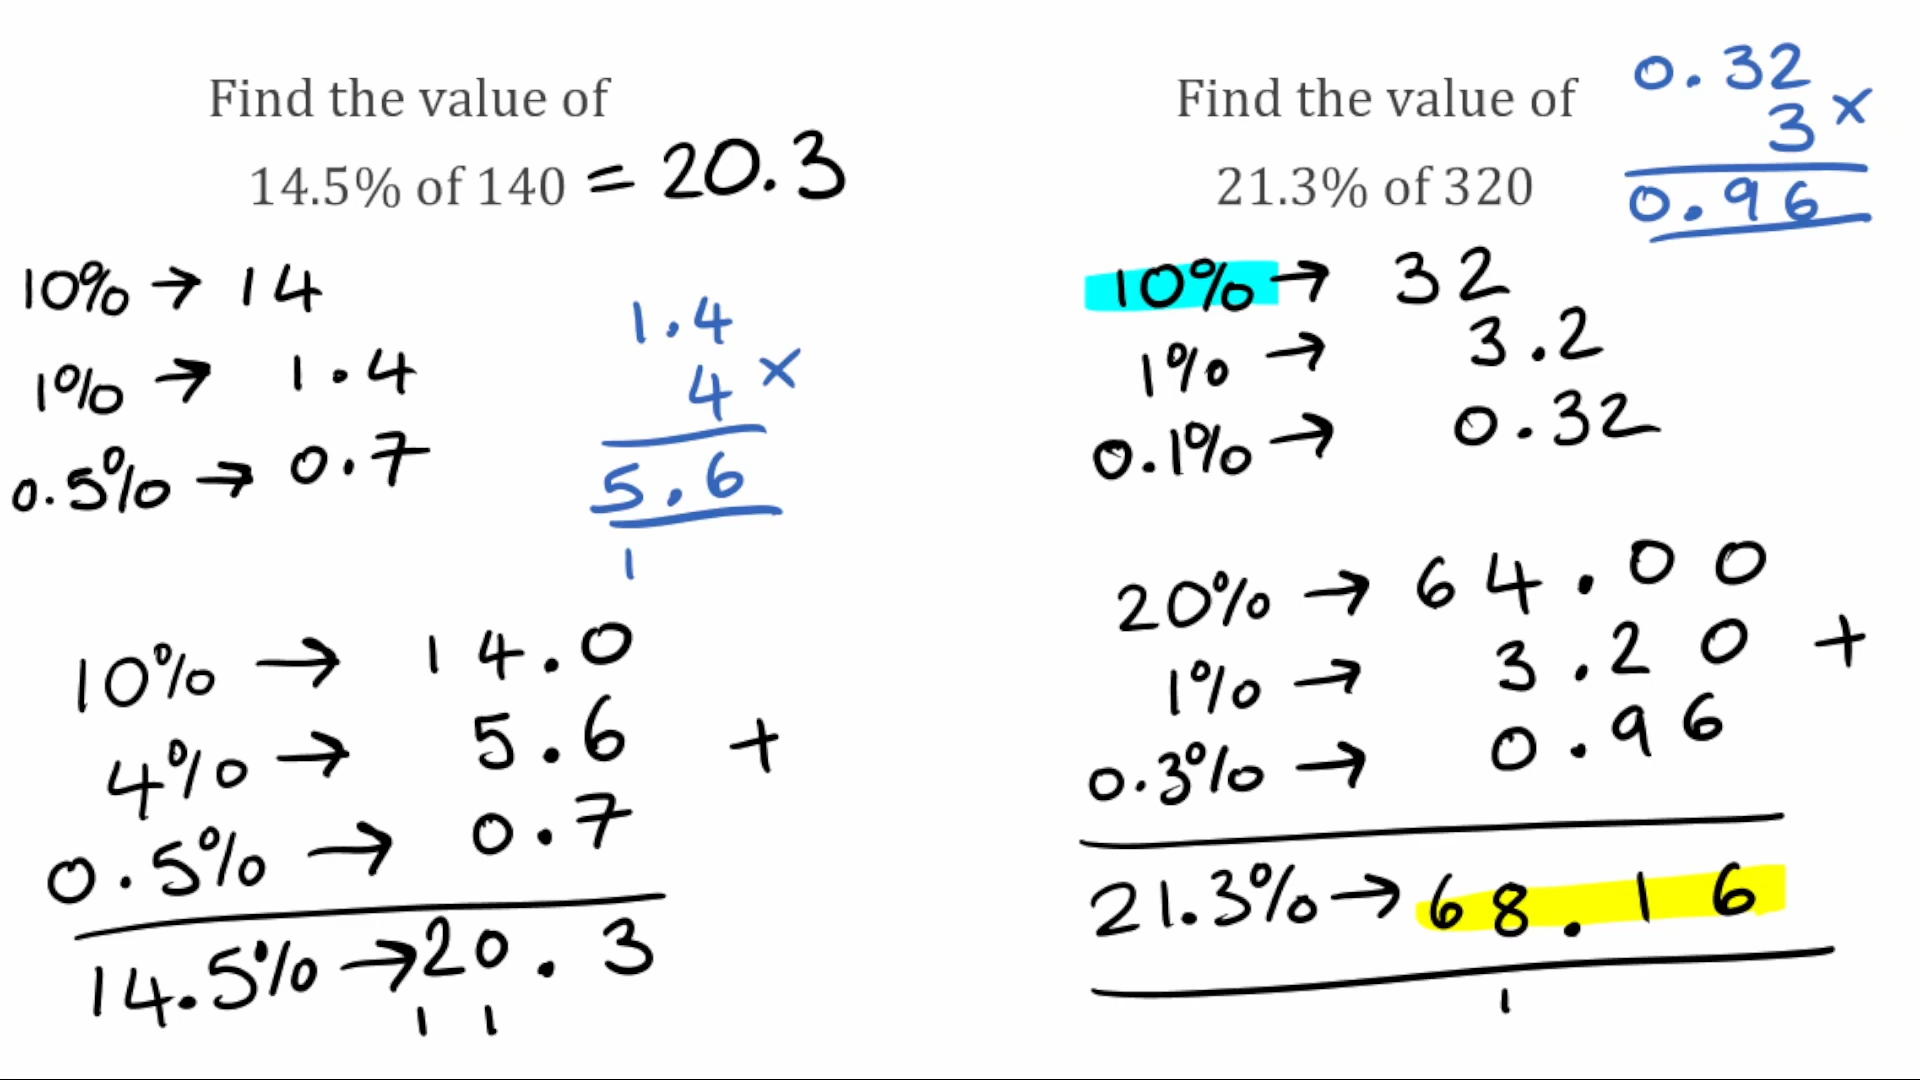 Find the value of
14.5% of 140 = 20.3
10% → 14
1% → 1.4
0.5% → 0.7
1.4
4 ×
5.6
1
10% → 14.0
4% → 5.6 +
0.5% → 0.7
14.5% → 20.3
1 1
Find the value of
21.3% of 320
0.32
3 ×
0.96
10% → 32
1% → 3.2
0.1% → 0.32
20% → 64.00
1% → 3.20 +
0.3% → 0.96
21.3% → 68.16
1